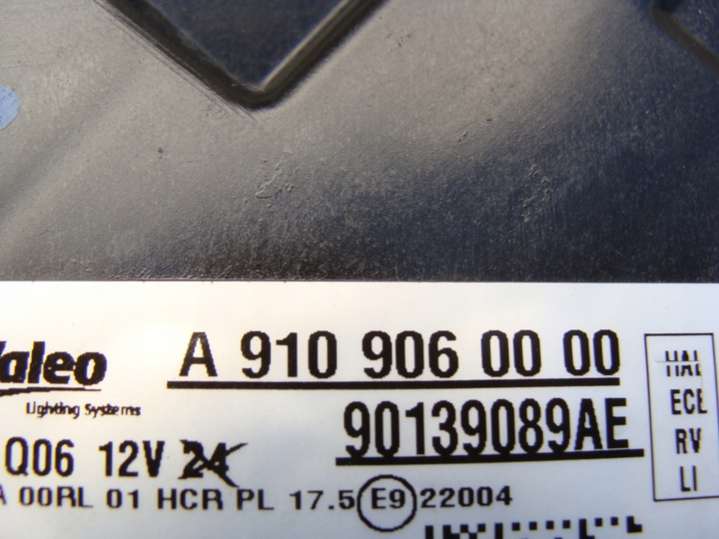 Valeo
Lighting Systems
A 910 906 00 00
90139089AE
Q06 12V 24
A 00RL 01 HCR PL 17.5 E9 22004
HAL
ECE
RV
LI